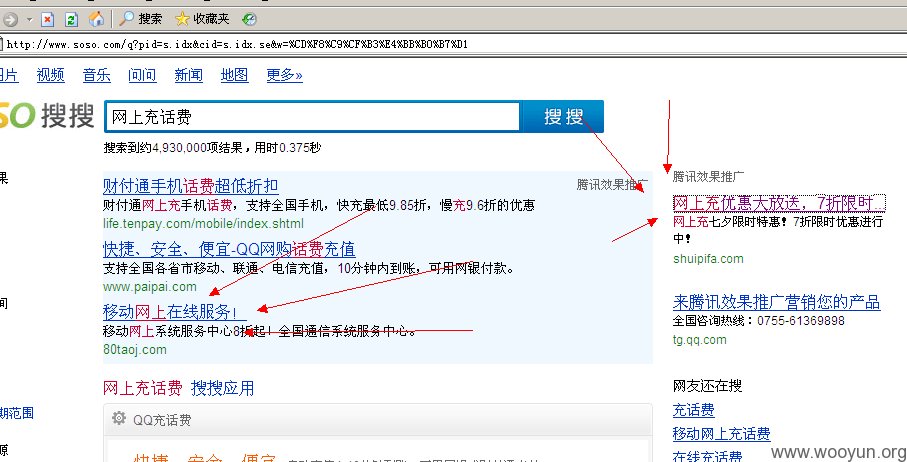 搜索 收藏夹
http://www.soso.com/q?pid=s.idx&cid=s.idx.se&w=%CD%F8%C9%CF%B3%E4%BB%B0%B7%D1
图片 视频 音乐 问问 新闻 地图 更多»
SO 搜搜
网上充话费
搜 搜
搜索到约4,930,000项结果，用时0.375秒
果
腾讯效果推广
财付通手机话费超低折扣
财付通网上充手机话费，支持全国手机，快充最低9.85折，慢充9.6折的优惠
life.tenpay.com/mobile/index.shtml
快捷、安全、便宜-QQ网购话费充值
支持全国各省市移动、联通、电信充值，10分钟内到账，可用网银付款。
www.paipai.com
间
移动网上在线服务！
移动网上系统服务中心8折起！全国通信系统服务中心。
80taoj.com
网上充话费 搜搜应用
期范围
QQ充话费
源
快捷、安全、便宜
腾讯效果推广
网上充优惠大放送，7折限时...
网上充七夕限时特惠！7折限时优惠进行
中！
shuipifa.com
来腾讯效果推广营销您的产品
全国咨询热线：0755-61369898
tg.qq.com
网友还在搜
充话费
移动网上充话费
在线充话费
www.wooyun.org